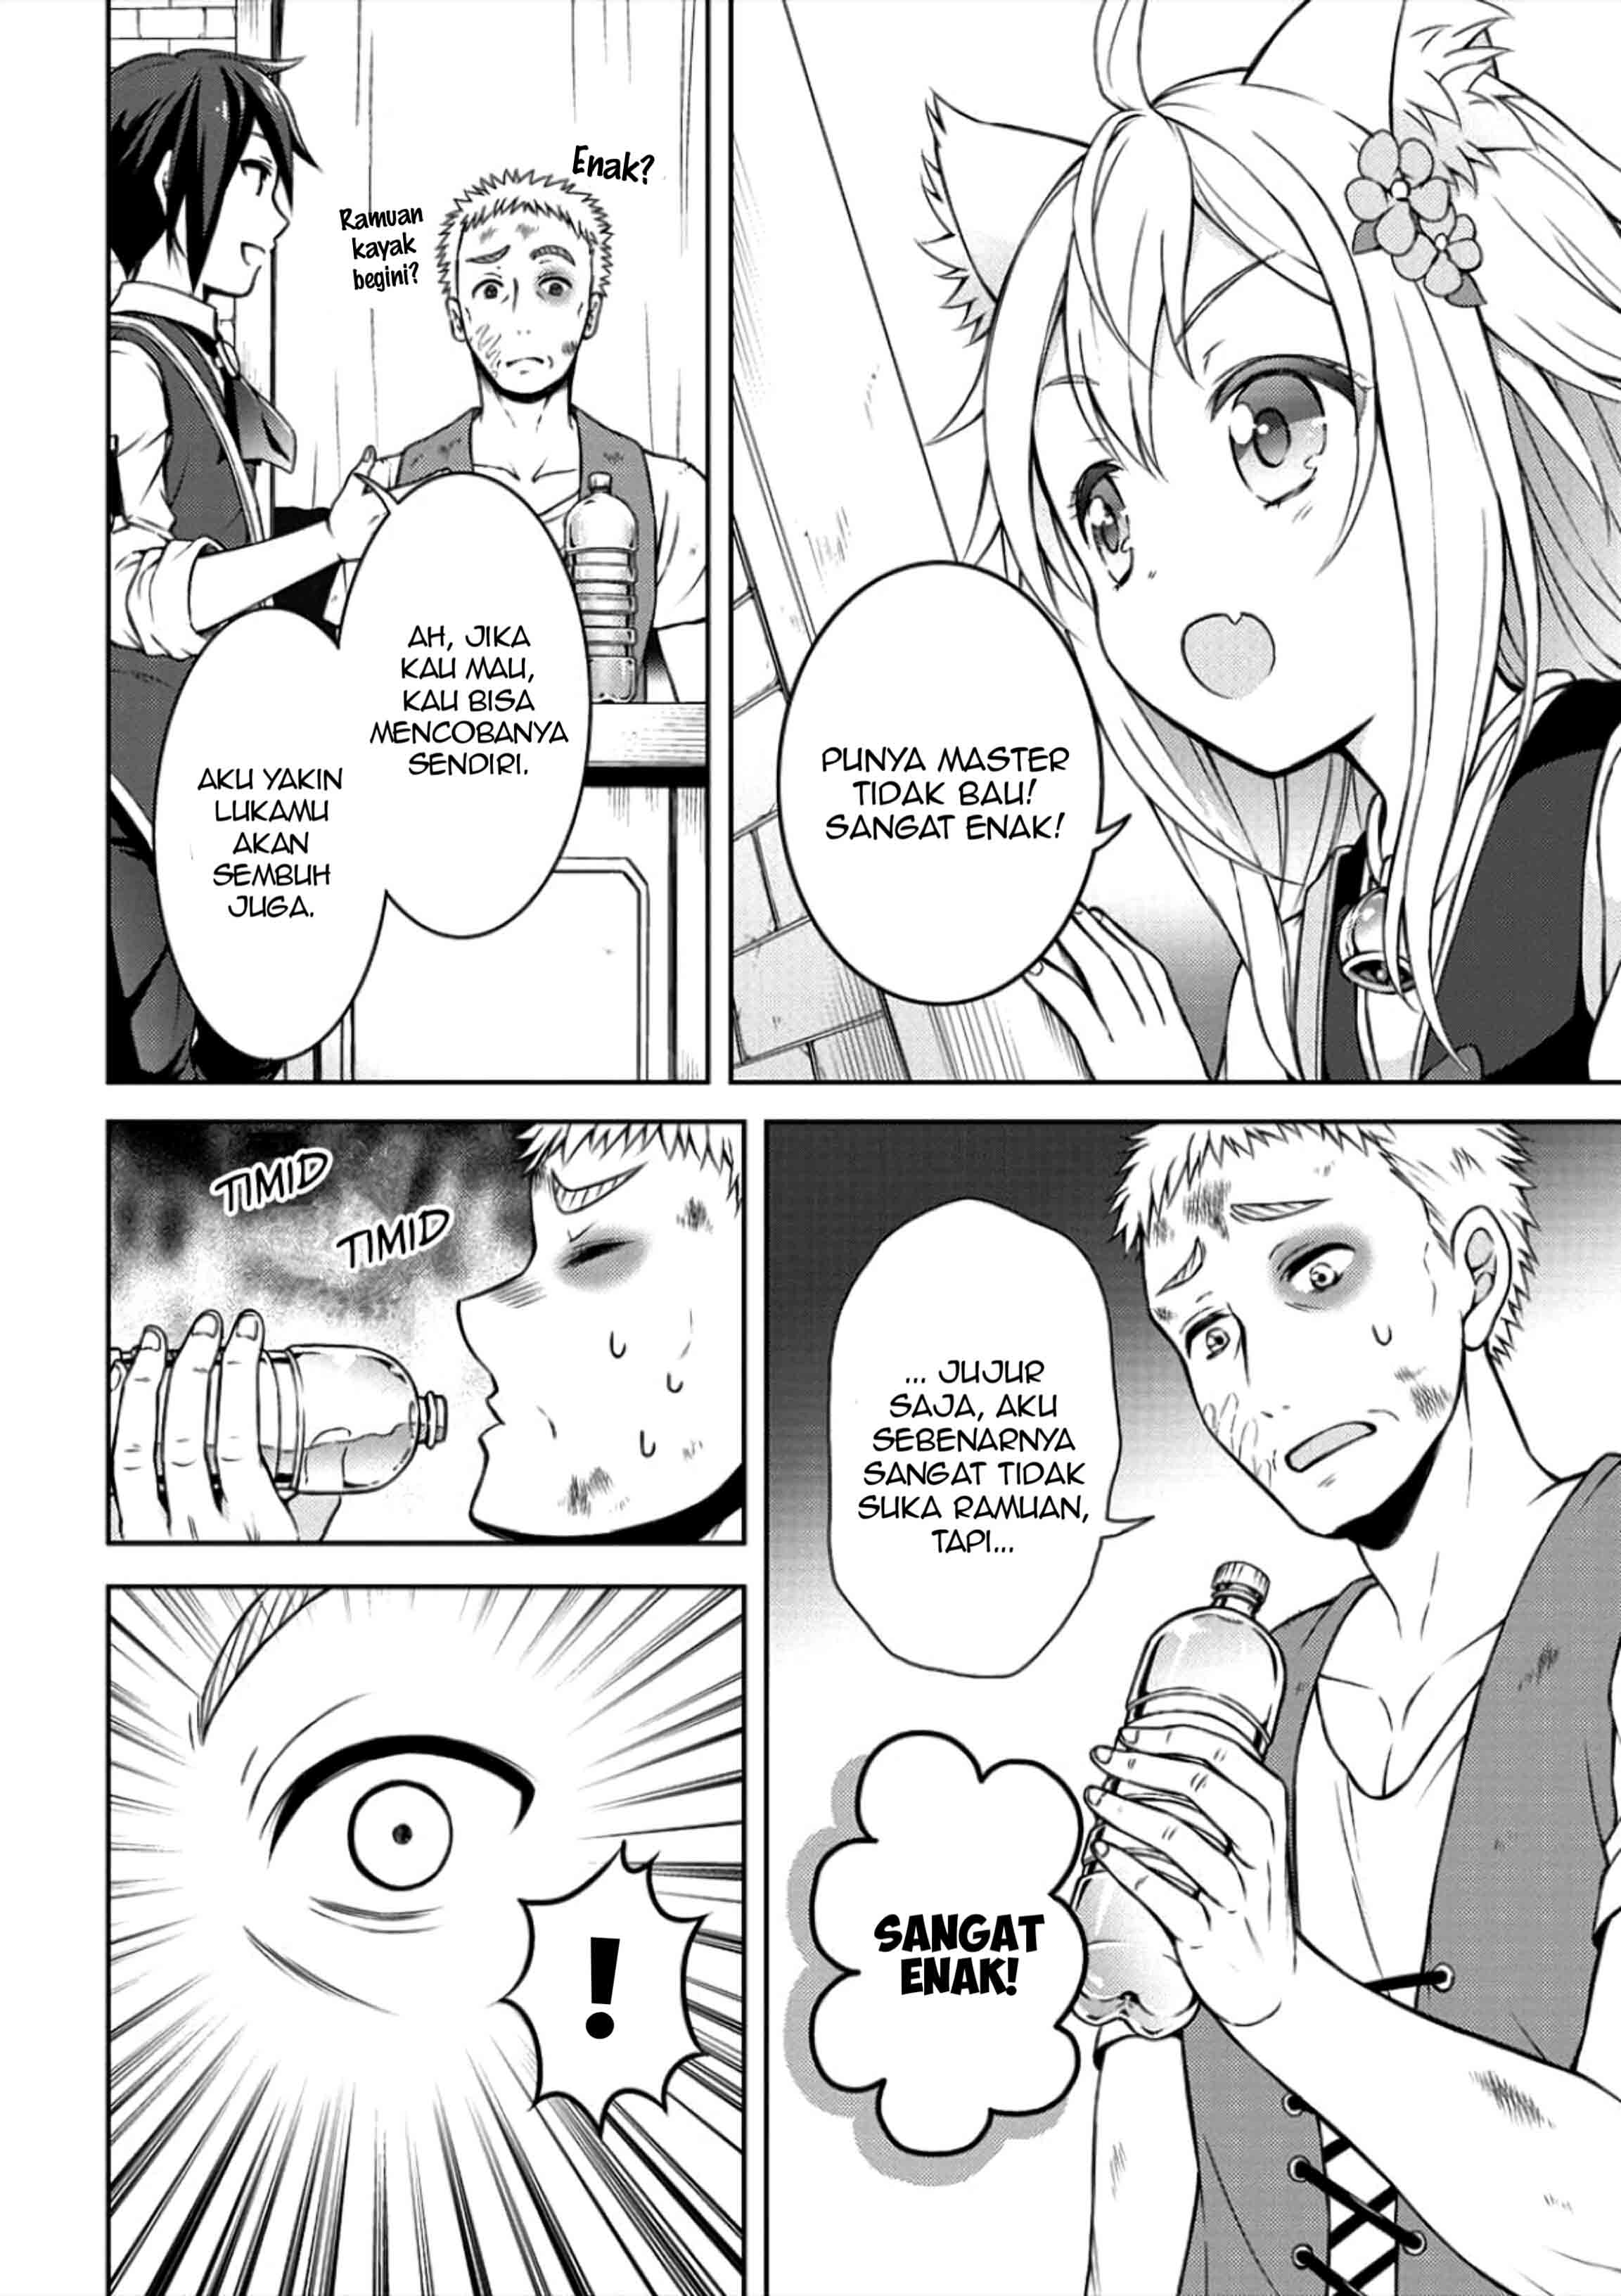 PUNYA MASTER
TIDAK BAU!
SANGAT ENAK!
Enak?
Ramuan
kayak
begini?
AH, JIKA
KAU MAU,
KAU BISA
MENCOBANYA
SENDIRI.
AKU YAKIN
LUKAMU
AKAN
SEMBUH
JUGA.
... JUJUR
SAJA, AKU
SEBENARNYA
SANGAT TIDAK
SUKA RAMUAN,
TAPI...
SANGAT
ENAK!
TIMID
TIMID
!